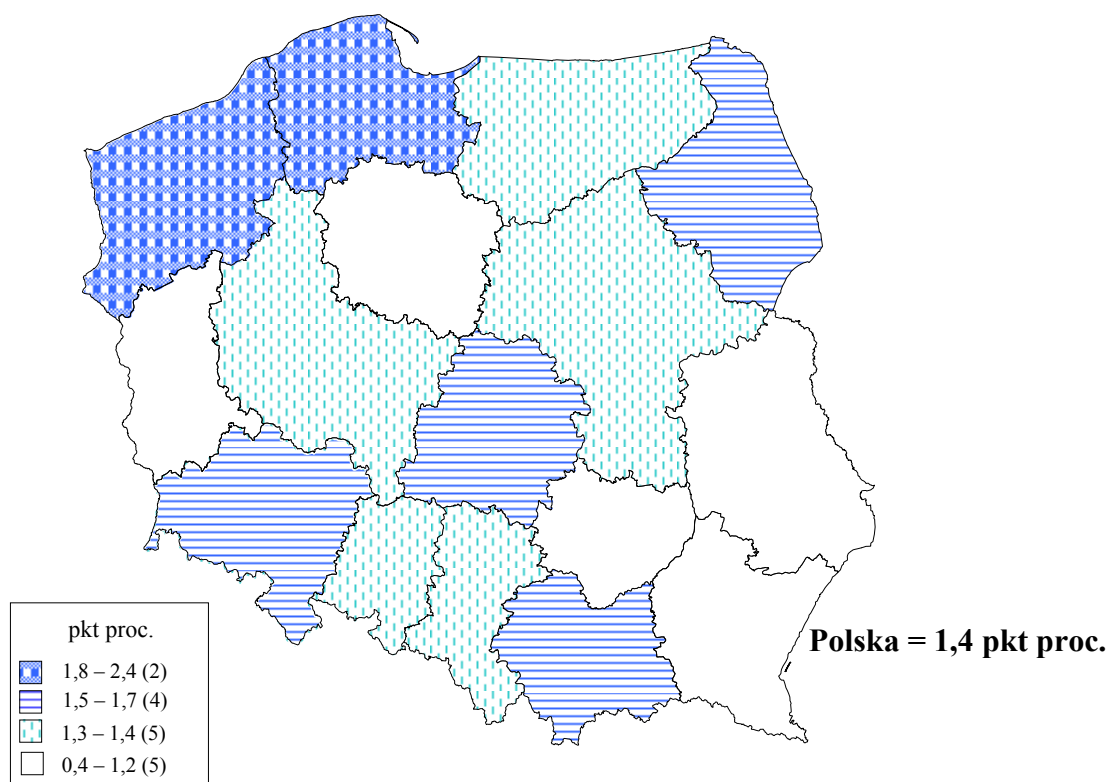 Polska = 1,4 pkt proc.
pkt proc.
1,8 – 2,4 (2)
1,5 – 1,7 (4)
1,3 – 1,4 (5)
0,4 – 1,2 (5)